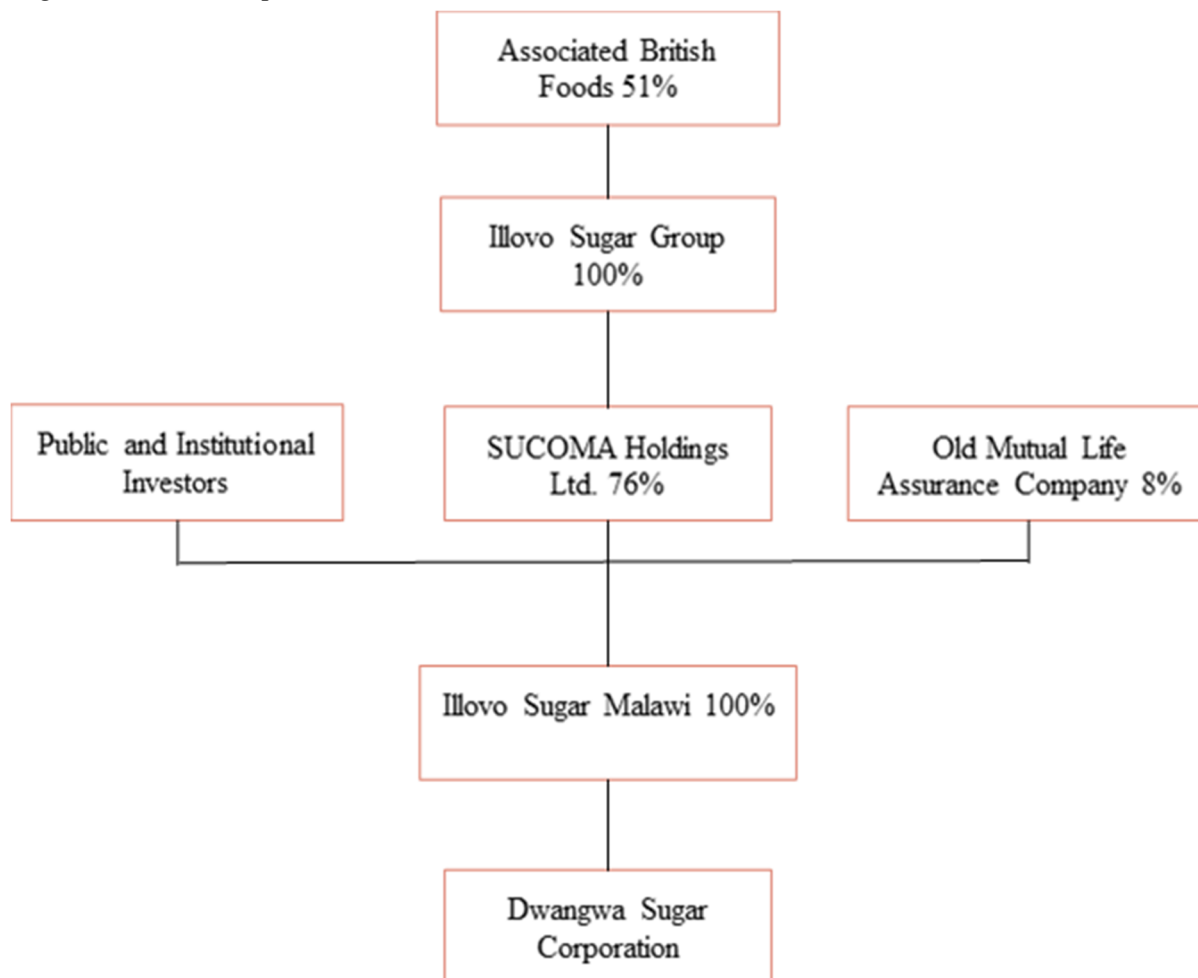 Associated British
Foods 51%
Illovo Sugar Group
100%
Public and Institutional
Investors
SUCOMA Holdings
Ltd. 76%
Old Mutual Life
Assurance Company 8%
Illovo Sugar Malawi 100%
Dwangwa Sugar
Corporation